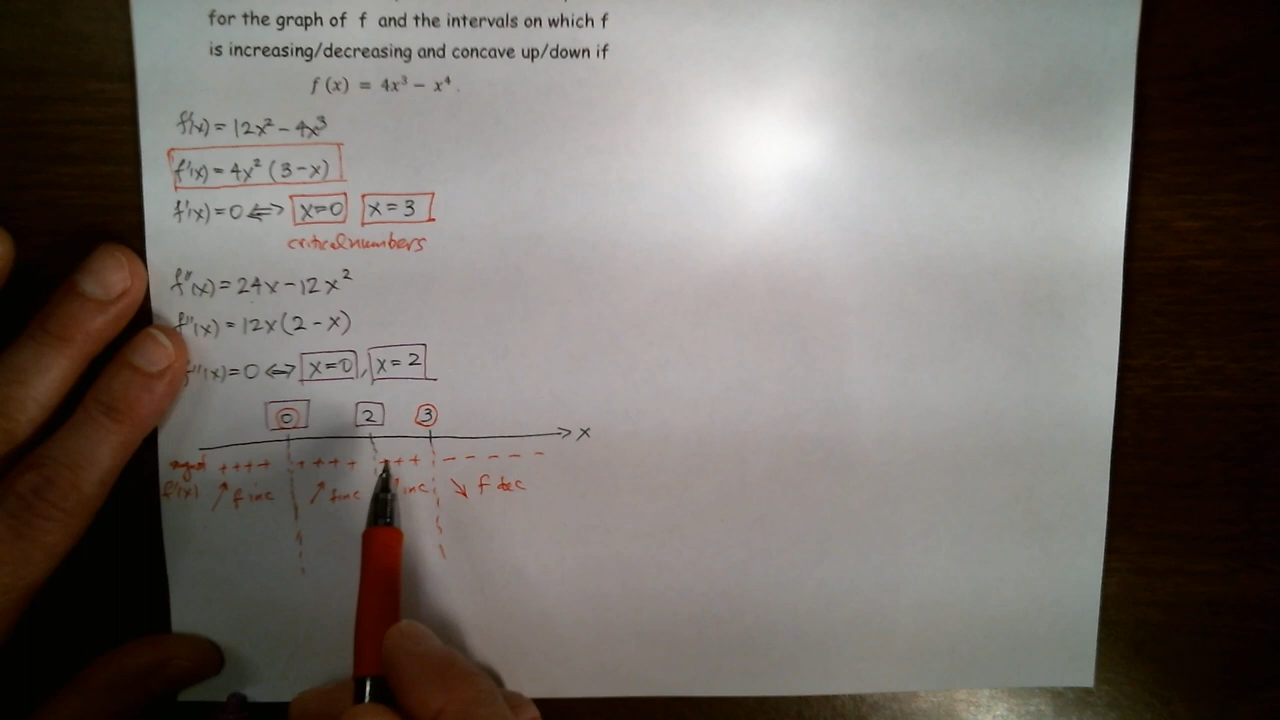 for the graph of f and the intervals on which f
is increasing/decreasing and concave up/down if
f (x) = 4x³ − x⁴.
f'(x) = 12x² − 4x³
f'(x) = 4x² (3−x)
f'(x) = 0 ⟺ x=0 x=3
critical numbers
f''(x) = 24x − 12x²
f''(x) = 12x(2 − x)
f''(x) = 0 ⟺ x=0, x=2
0 2 3
x
++++ ++++ +++ −−−−−−
f'(x) ↗ f inc ↗ f inc inc ↘ f dec